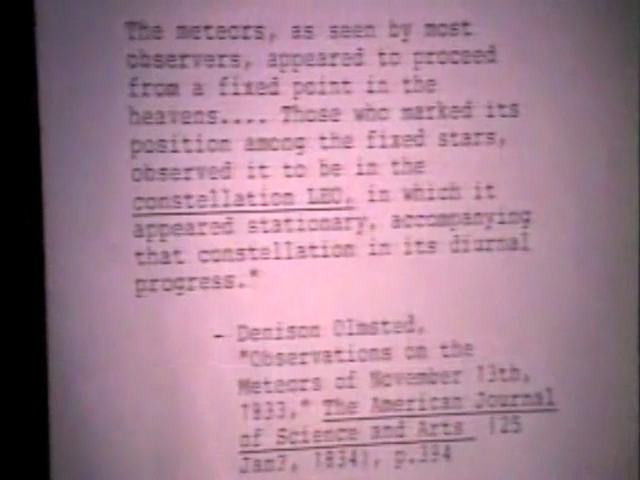 The meteors, as seen by most
observers, appeared to proceed
from a fixed point in the
heavens.... Those who marked its
position among the fixed stars,
observed it to be in the
constellation LEO, in which it
appeared stationary, accompanying
that constellation in its diurnal
progress."
- Denison Olmsted,
"Observations on the
Meteors of November 13th,
1833," The American Journal
of Science and Arts (25
Jan?, 1834), p.394